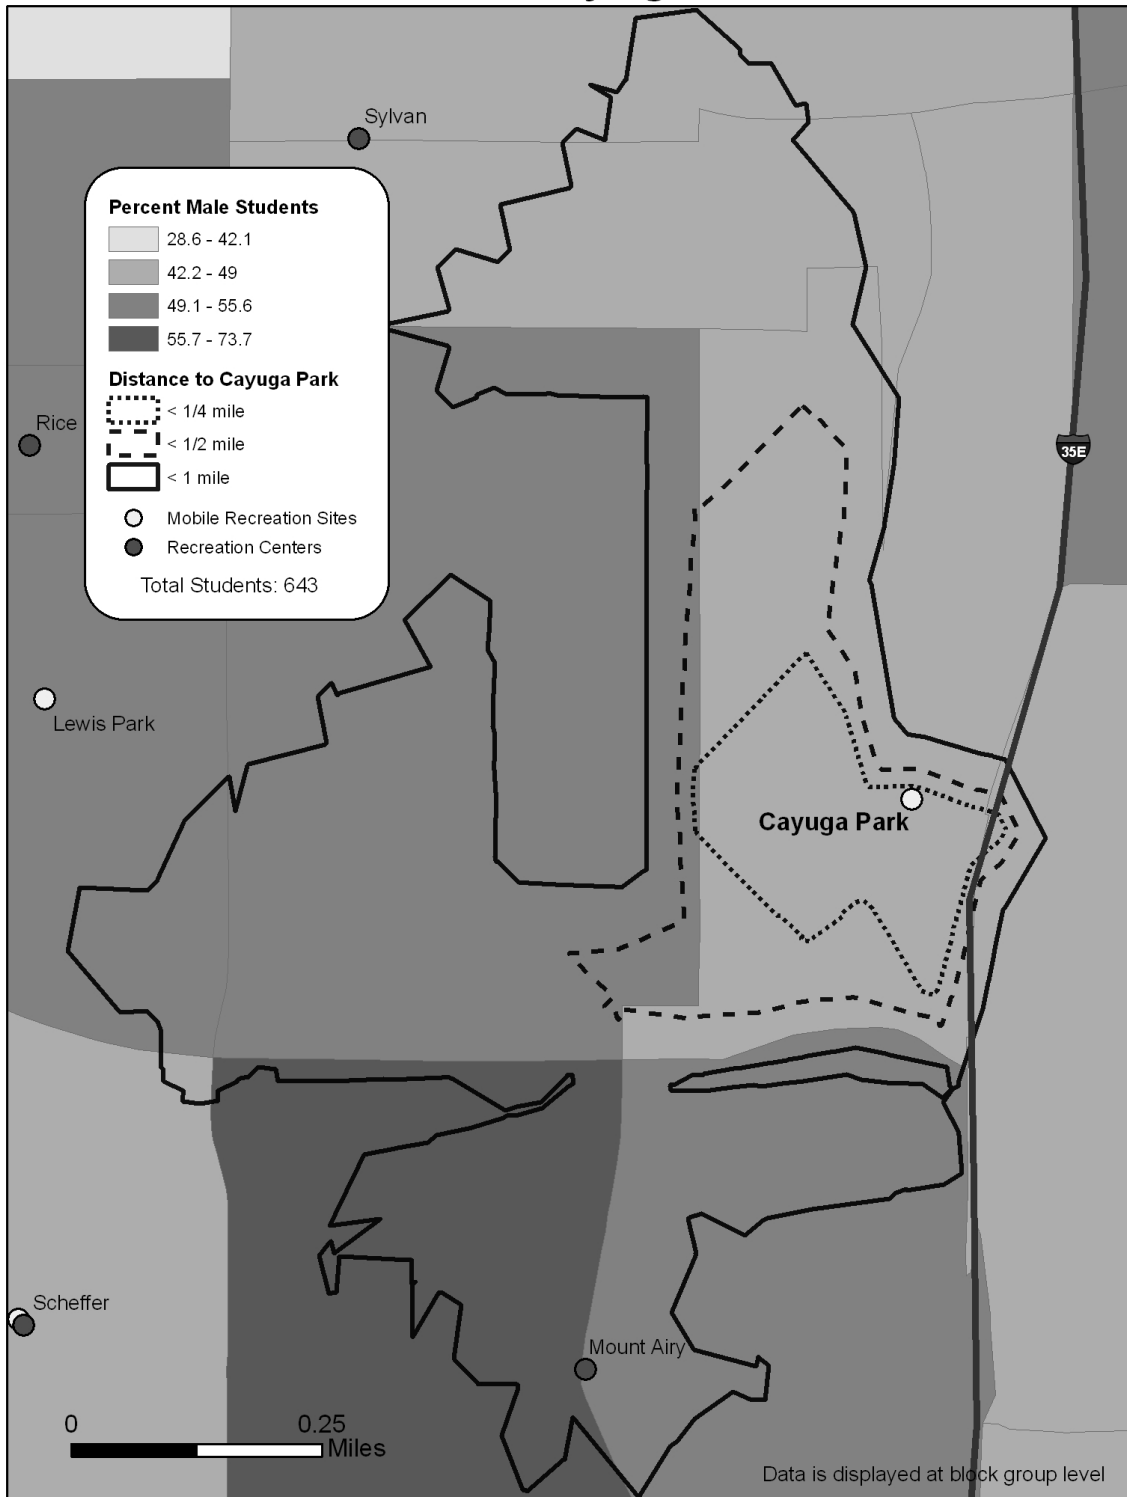 Sylvan
Percent Male Students
28.6 - 42.1
42.2 - 49
49.1 - 55.6
55.7 - 73.7
Distance to Cayuga Park
< 1/4 mile
< 1/2 mile
< 1 mile
Mobile Recreation Sites
Recreation Centers
Total Students: 643
Rice
35E
Lewis Park
Cayuga Park
Scheffer
Mount Airy
0 0.25
Miles
Data is displayed at block group level